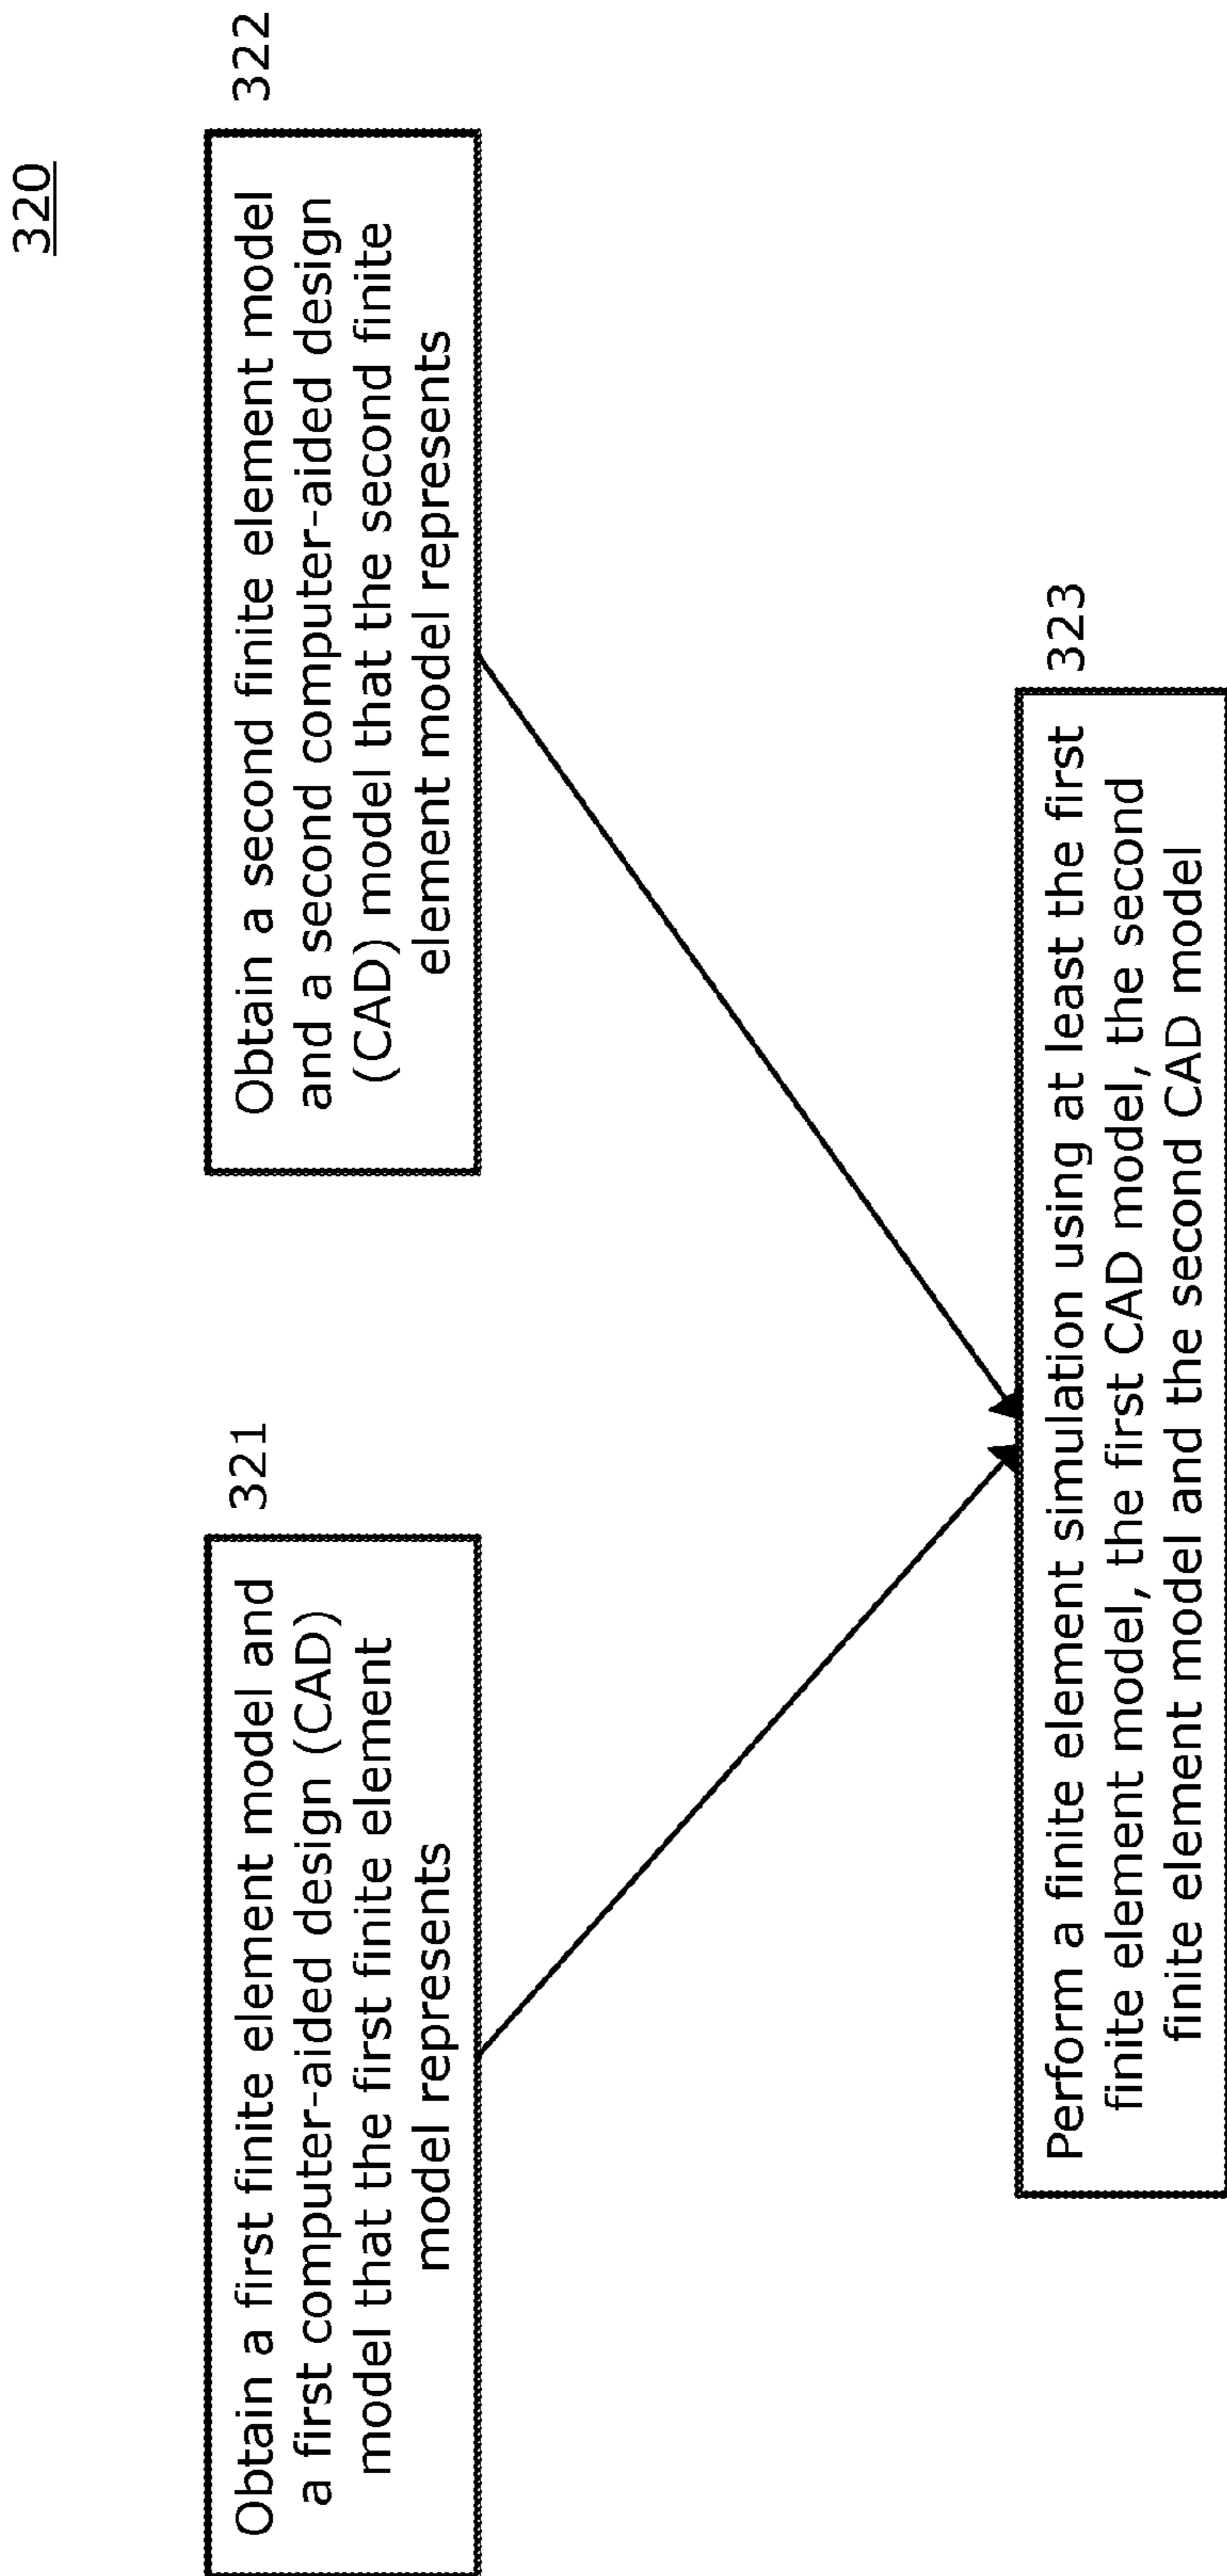 320
321
Obtain a first finite element model and
a first computer-aided design (CAD)
model that the first finite element
model represents
322
Obtain a second finite element model
and a second computer-aided design
(CAD) model that the second finite
element model represents
323
Perform a finite element simulation using at least the first
finite element model, the first CAD model, the second
finite element model and the second CAD model